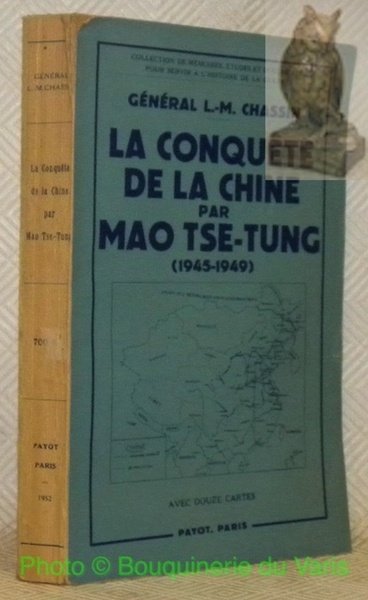 GÉNÉRAL
La Conquête
de la Chine
par
Mao Tse-Tung
PAYOT
PARIS
1952
COLLECTION DE MÉMOIRES, ÉTUDES ET
POUR SERVIR A L'HISTOIRE DE LA
GÉNÉRAL L.-M. CHASSIN
LA CONQUÊTE
DE LA CHINE
PAR
MAO TSE-TUNG
(1945-1949)
AVEC DOUZE CARTES
PAYOT, PARIS
Photo © Bouquinerie du Varis